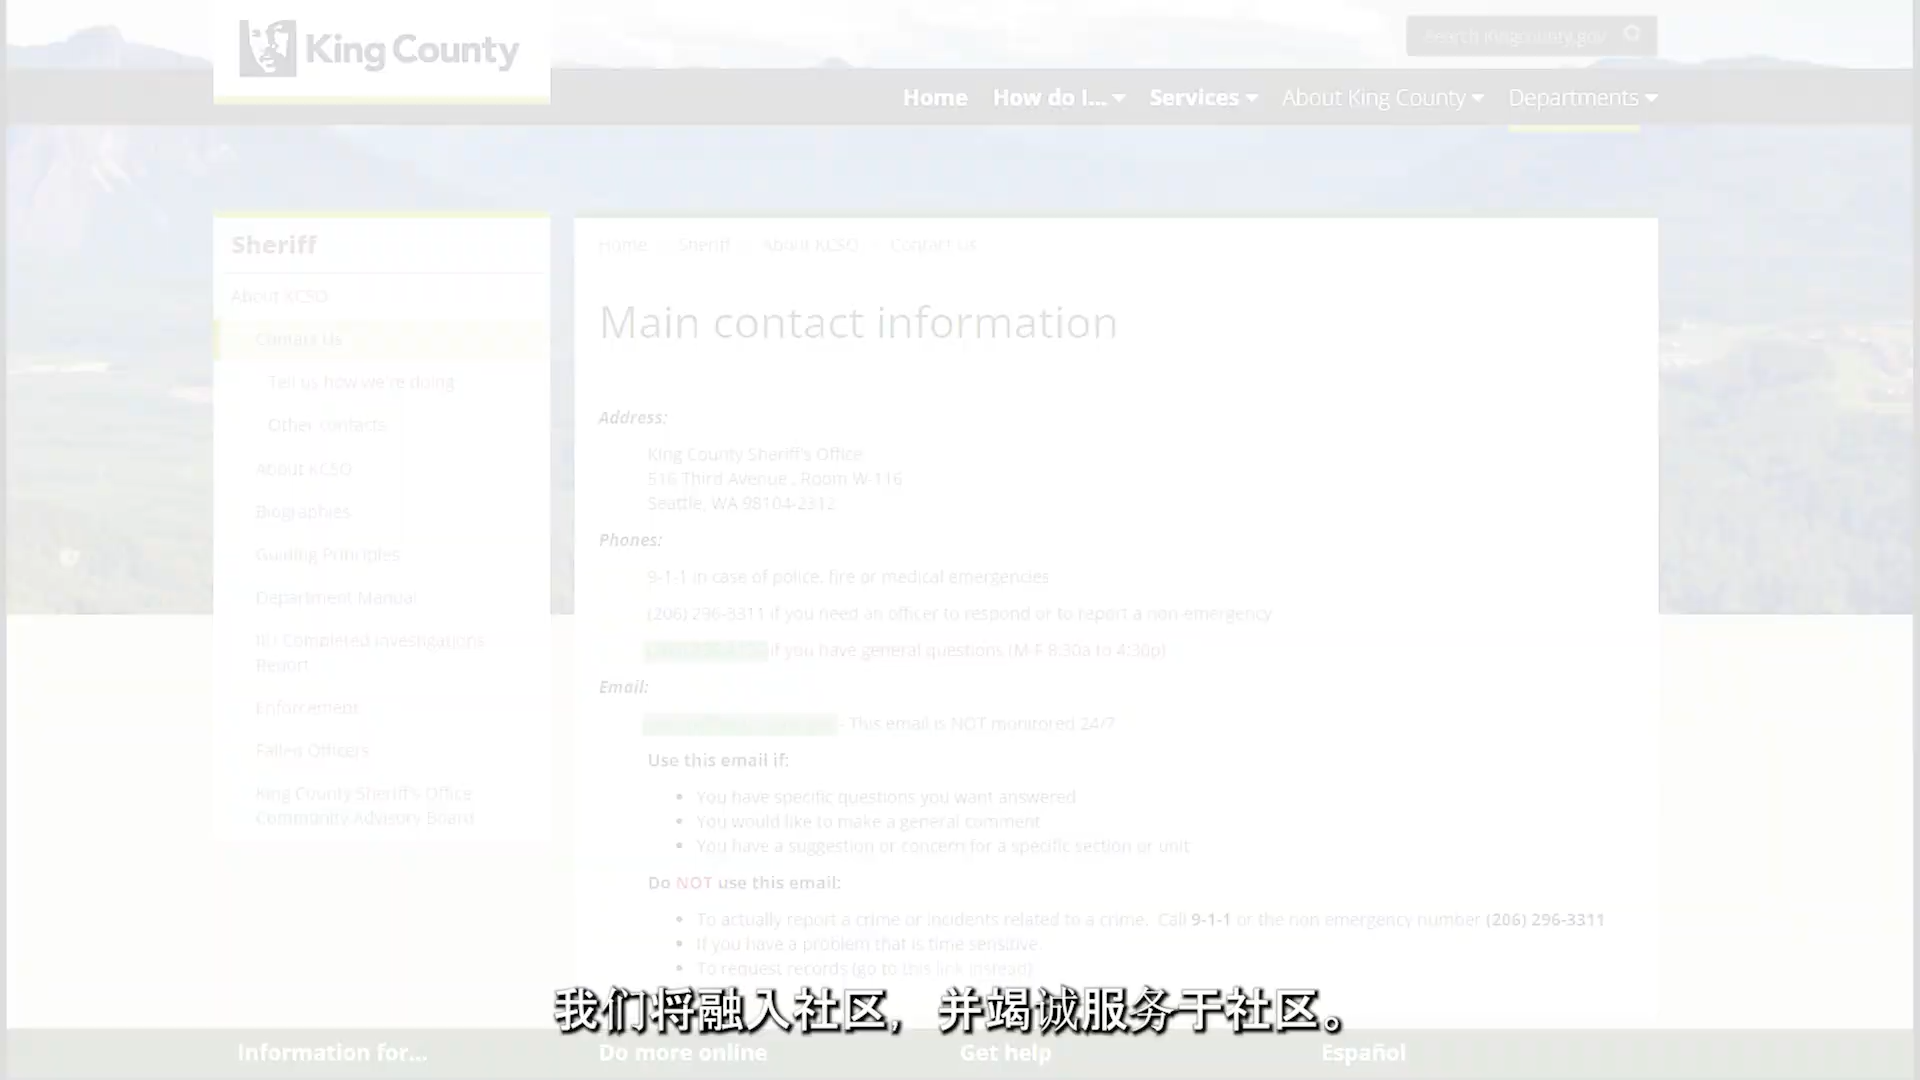 King County
Search Kingcounty.gov
Home
How do I...
Services
About King County
Departments
Sheriff
About KCSO
Contact Us
Tell us how we're doing
Other contacts
About KCSO
Biographies
Guiding Principles
Department Manual
IIU Completed Investigations
Report
Enforcement
Fallen Officers
King County Sheriff's Office
Community Advisory Board
Home Sheriff About KCSO Contact Us
Main contact information
Address:
King County Sheriff's Office
516 Third Avenue , Room W-116
Seattle, WA 98104-2312
Phones:
9-1-1 in case of police, fire or medical emergencies
(206) 296-3311 if you need an officer to respond or to report a non-emergency
if you have general questions (M-F 8:30a to 4:30p)
Email:
- This email is NOT monitored 24/7
Use this email if:
You have specific questions you want answered
You would like to make a general comment
You have a suggestion or concern for a specific section or unit
Do NOT use this email:
To actually report a crime or incidents related to a crime. Call 9-1-1 or the non emergency number (206) 296-3311
If you have a problem that is time sensitive.
To request records (go to this link instead)
我们将融入社区，并竭诚服务于社区。
Information for...
Do more online
Get help
Español